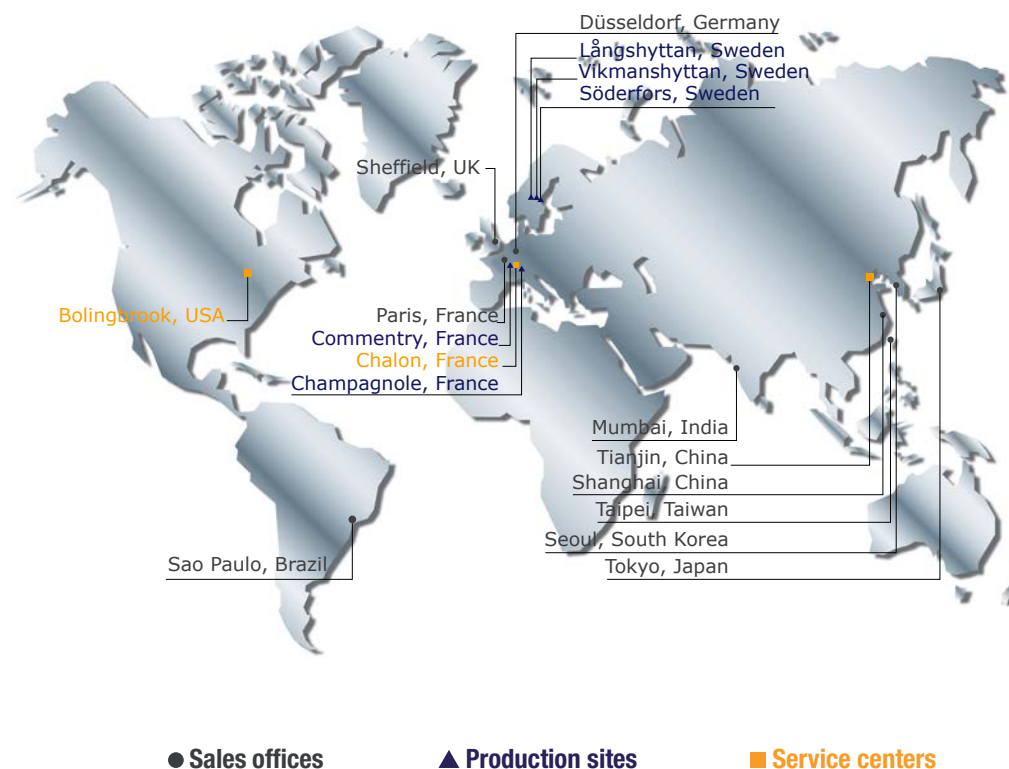 Düsseldorf, Germany
Långshyttan, Sweden
Vikmanshyttan, Sweden
Söderfors, Sweden
Sheffield, UK
Bolingbrook, USA
Paris, France
Commentry, France
Chalon, France
Champagnole, France
Mumbai, India
Tianjin, China
Shanghai, China
Taipei, Taiwan
Seoul, South Korea
Sao Paulo, Brazil
Tokyo, Japan
Sales offices
Production sites
Service centers